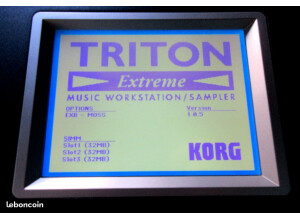 TRITON
Extreme
MUSIC WORKSTATION/SAMPLER
OPTIONS
EXB - MOSS
Version
1.0.5
SIMM
Slot1 (32MB)
Slot2 (32MB)
Slot3 (32MB)
KORG
leboncoin